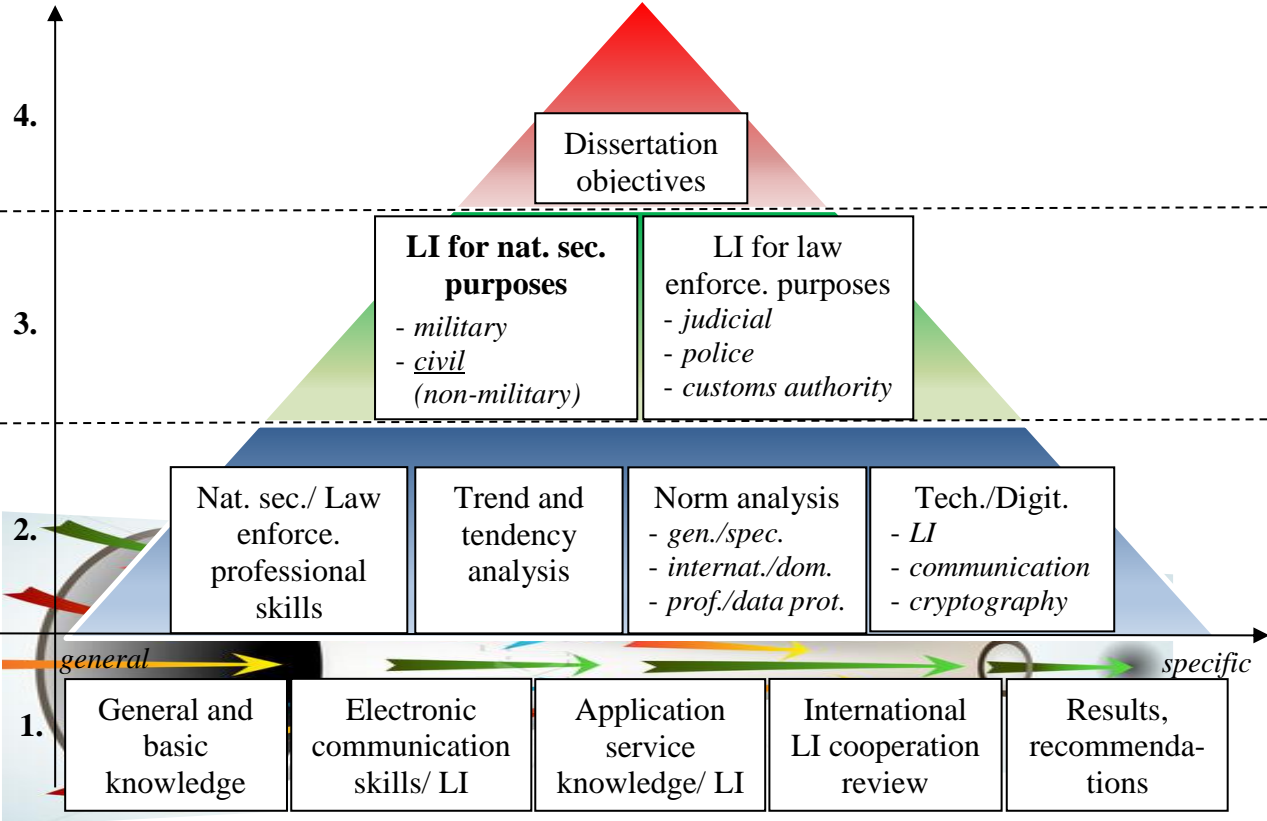 4.
Dissertation
objectives
3.
LI for nat. sec.
purposes
- military
- civil
(non-military)
LI for law
enforce. purposes
- judicial
- police
- customs authority
2.
Nat. sec./ Law
enforce.
professional
skills
Trend and
tendency
analysis
Norm analysis
- gen./spec.
- internat./dom.
- prof./data prot.
Tech./Digit.
- LI
- communication
- cryptography
general
specific
1.
General and
basic
knowledge
Electronic
communication
skills/ LI
Application
service
knowledge/ LI
International
LI cooperation
review
Results,
recommenda-
tions